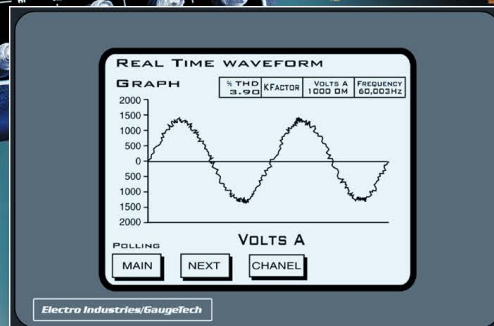 REAL TIME WAVEFORM
GRAPH
% THD
3.90
KFACTOR
VOLTS A
1000 0M
FREQUENCY
60,003Hz
2000
1500
1000
500
0
500
1000
1500
2000
VOLTS A
POLLING
MAIN
NEXT
CHANEL
Electro Industries/GaugeTech